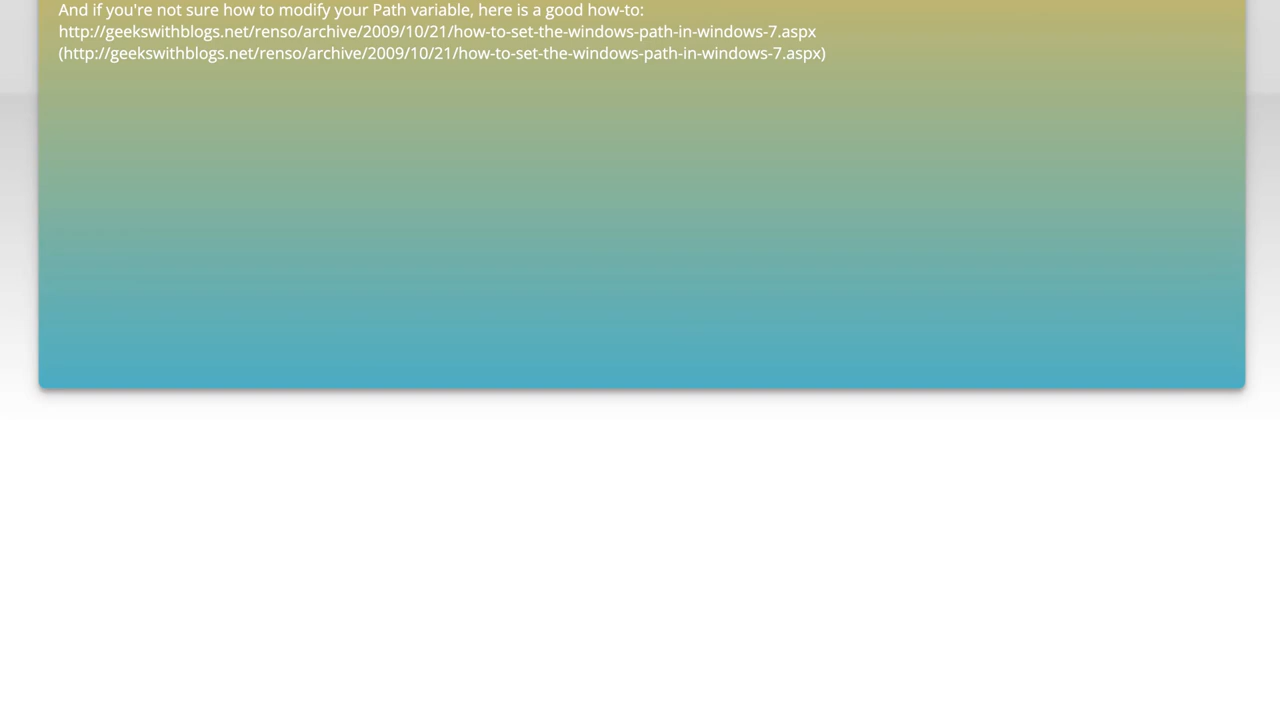 And if you're not sure how to modify your Path variable, here is a good how-to:
http://geekswithblogs.net/renso/archive/2009/10/21/how-to-set-the-windows-path-in-windows-7.aspx
(http://geekswithblogs.net/renso/archive/2009/10/21/how-to-set-the-windows-path-in-windows-7.aspx)